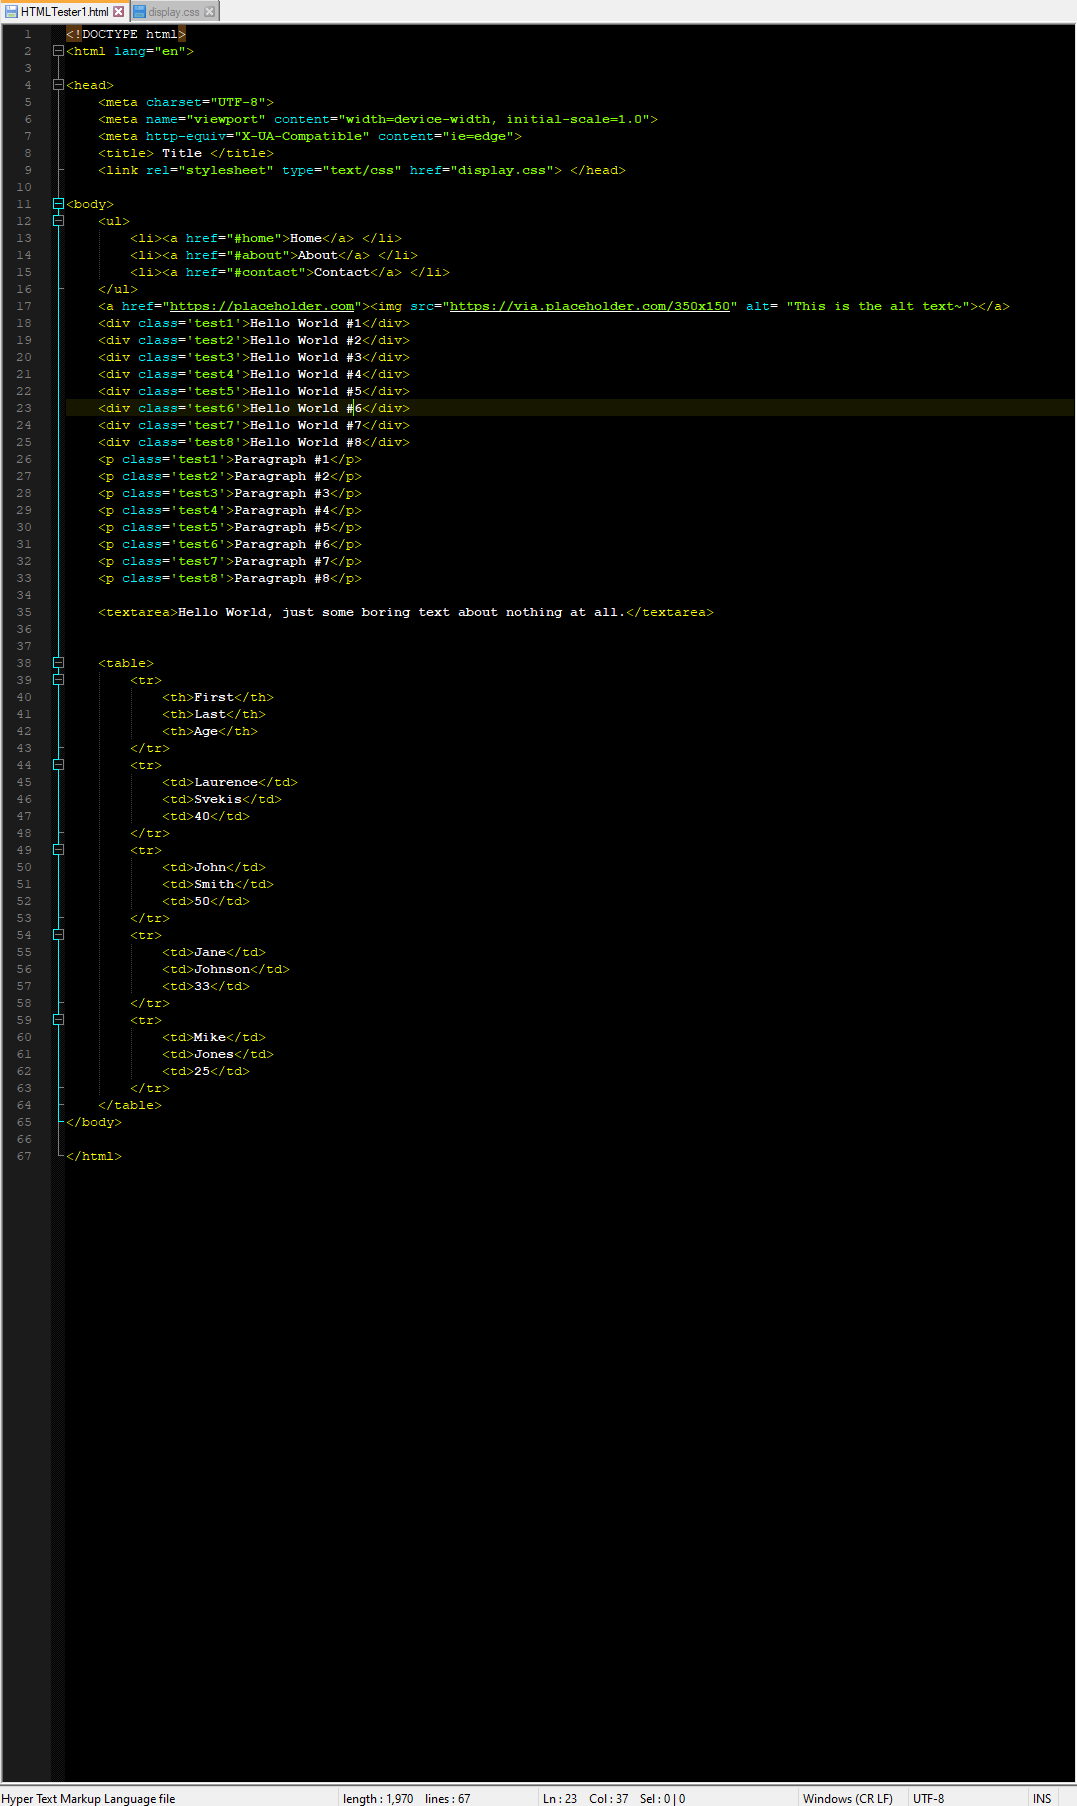 HTMLTester1.html display.css
1 <!DOCTYPE html>
2 <html lang="en">
3
4 <head>
5 <meta charset="UTF-8">
6 <meta name="viewport" content="width=device-width, initial-scale=1.0">
7 <meta http-equiv="X-UA-Compatible" content="ie=edge">
8 <title> Title </title>
9 <link rel="stylesheet" type="text/css" href="display.css"> </head>
10
11 <body>
12 <ul>
13 <li><a href="#home">Home</a> </li>
14 <li><a href="#about">About</a> </li>
15 <li><a href="#contact">Contact</a> </li>
16 </ul>
17 <a href="https://placeholder.com"><img src="https://via.placeholder.com/350x150" alt= "This is the alt text~"></a>
18 <div class='test1'>Hello World #1</div>
19 <div class='test2'>Hello World #2</div>
20 <div class='test3'>Hello World #3</div>
21 <div class='test4'>Hello World #4</div>
22 <div class='test5'>Hello World #5</div>
23 <div class='test6'>Hello World #6</div>
24 <div class='test7'>Hello World #7</div>
25 <div class='test8'>Hello World #8</div>
26 <p class='test1'>Paragraph #1</p>
27 <p class='test2'>Paragraph #2</p>
28 <p class='test3'>Paragraph #3</p>
29 <p class='test4'>Paragraph #4</p>
30 <p class='test5'>Paragraph #5</p>
31 <p class='test6'>Paragraph #6</p>
32 <p class='test7'>Paragraph #7</p>
33 <p class='test8'>Paragraph #8</p>
34
35 <textarea>Hello World, just some boring text about nothing at all.</textarea>
36
37
38 <table>
39 <tr>
40 <th>First</th>
41 <th>Last</th>
42 <th>Age</th>
43 </tr>
44 <tr>
45 <td>Laurence</td>
46 <td>Svekis</td>
47 <td>40</td>
48 </tr>
49 <tr>
50 <td>John</td>
51 <td>Smith</td>
52 <td>50</td>
53 </tr>
54 <tr>
55 <td>Jane</td>
56 <td>Johnson</td>
57 <td>33</td>
58 </tr>
59 <tr>
60 <td>Mike</td>
61 <td>Jones</td>
62 <td>25</td>
63 </tr>
64 </table>
65 </body>
66
67 </html>
Hyper Text Markup Language file length : 1,970 lines : 67 Ln : 23 Col : 37 Sel : 0 | 0 Windows (CR LF) UTF-8 INS